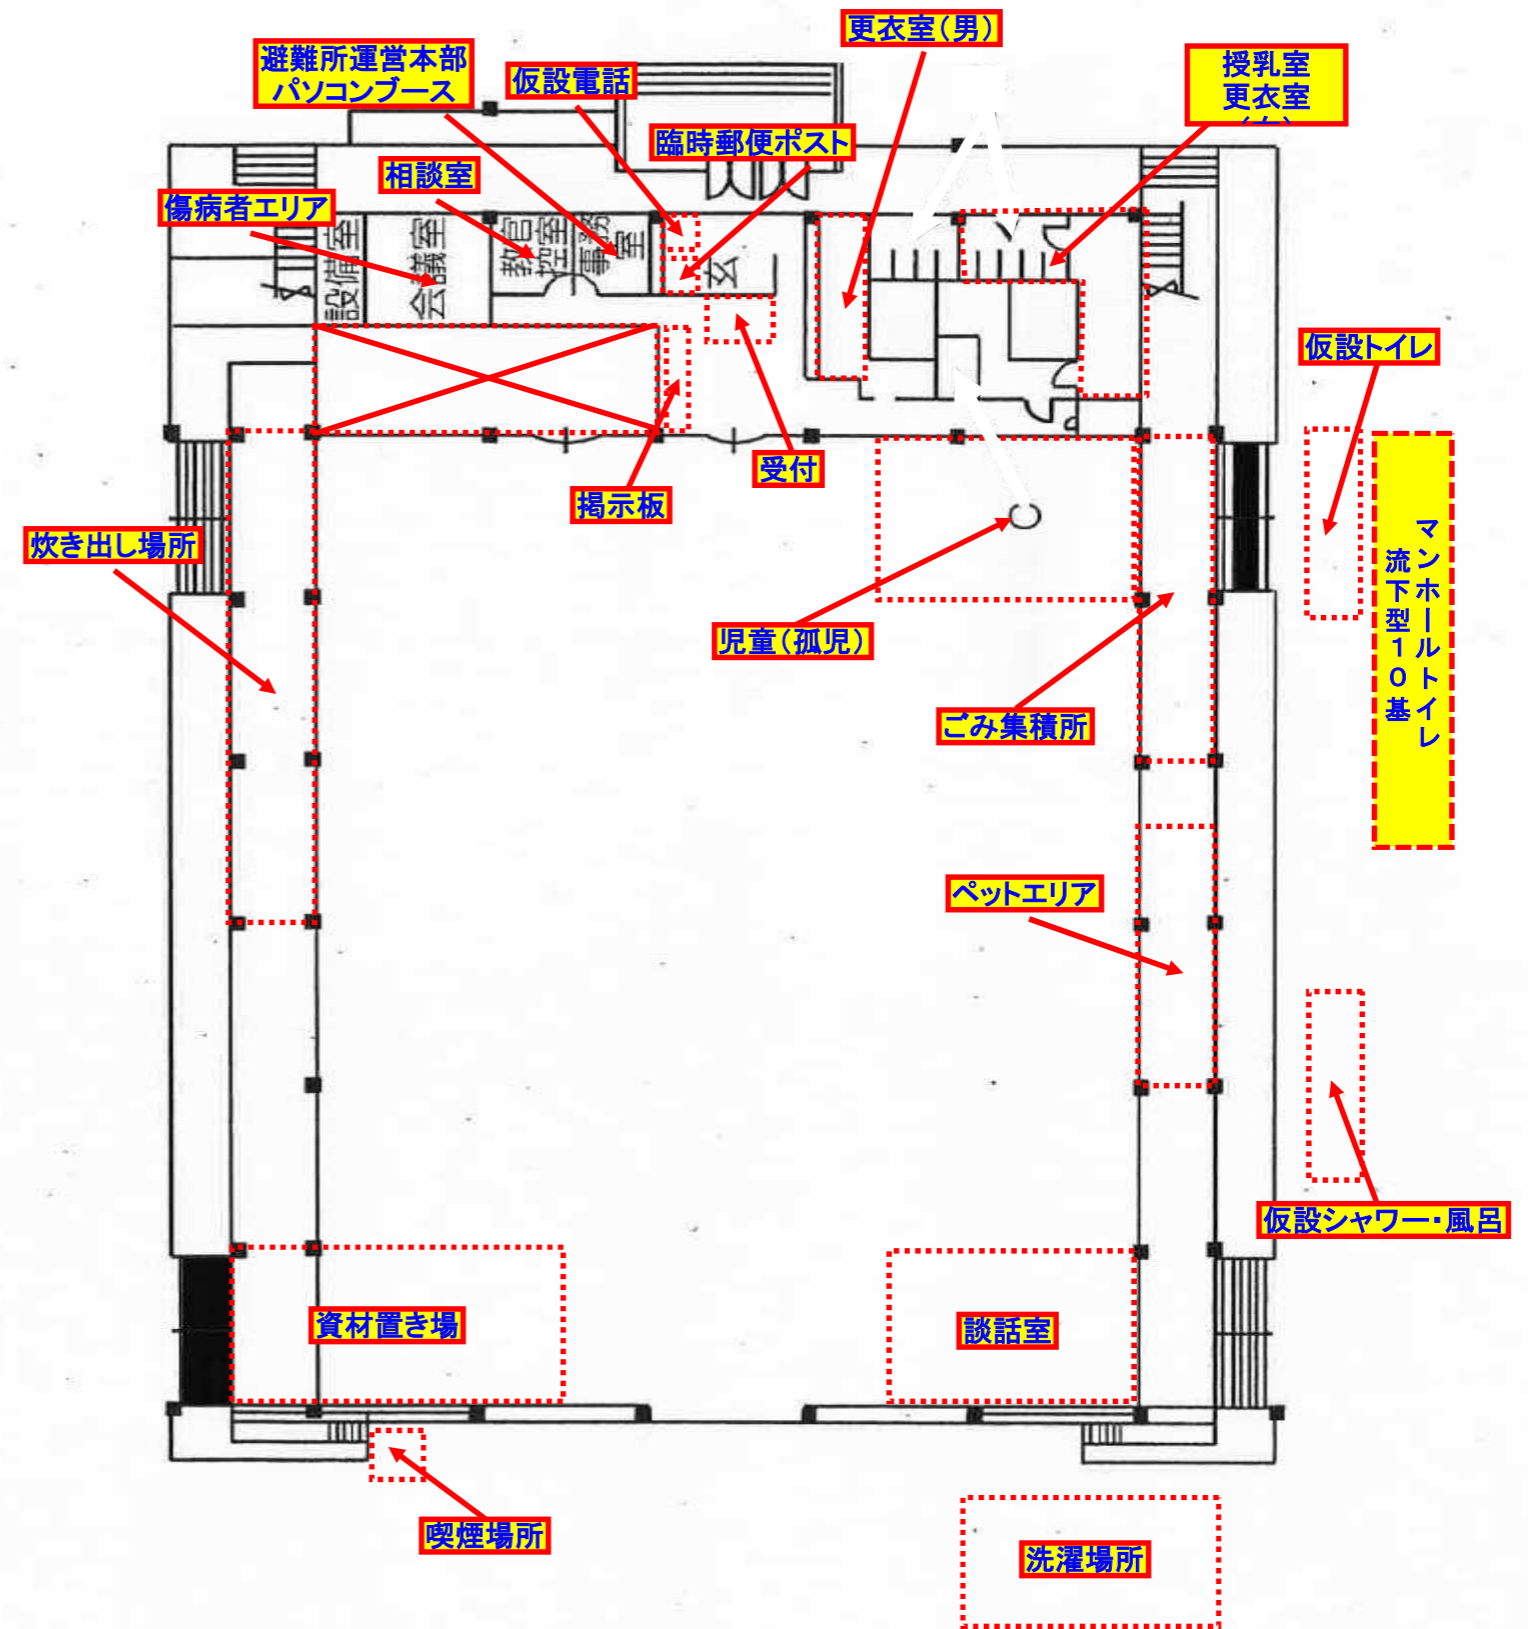 更衣室(男)
避難所運営本部
パソコンブース
仮設電話
授乳室
更衣室
臨時郵便ポスト
相談室
傷病者エリア
設備室
会議室
教官控室
事務室
玄
仮設トイレ
受付
掲示板
炊き出し場所
マンホールトイレ
流下型10基
児童(孤児)
ごみ集積所
ペットエリア
仮設シャワー・風呂
資材置き場
談話室
喫煙場所
洗濯場所